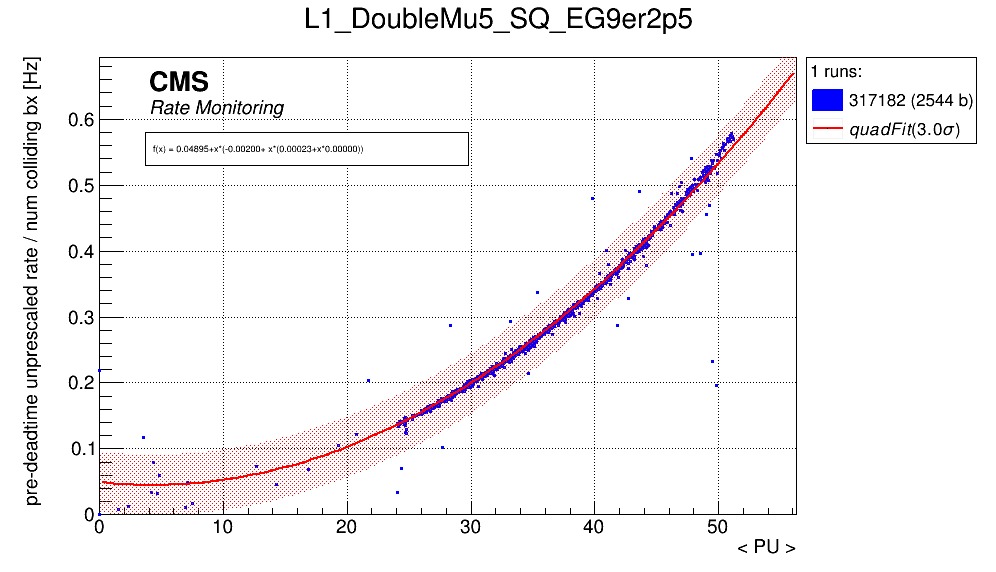 L1_DoubleMu5_SQ_EG9er2p5
pre-deadtime unprescaled rate / num colliding bx [Hz]
CMS
Rate Monitoring
f(x) = 0.04895+x*(-0.00200+ x*(0.00023+x*0.00000))
1 runs:
317182 (2544 b)
quadFit(3.0σ)
0.6
0.5
0.4
0.3
0.2
0.1
0
0 10 20 30 40 50
< PU >